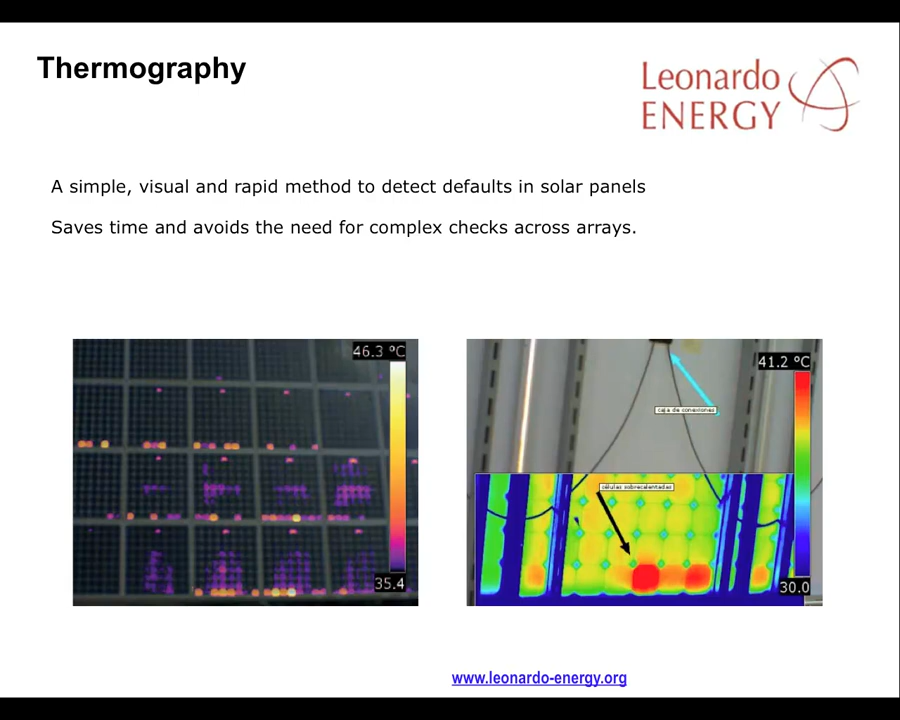 Thermography
Leonardo
ENERGY
A simple, visual and rapid method to detect defaults in solar panels
Saves time and avoids the need for complex checks across arrays.
46.3 ºC
35.4
41.2 ºC
caja de conexiones
células sobrecalentadas
30.0
www.leonardo-energy.org